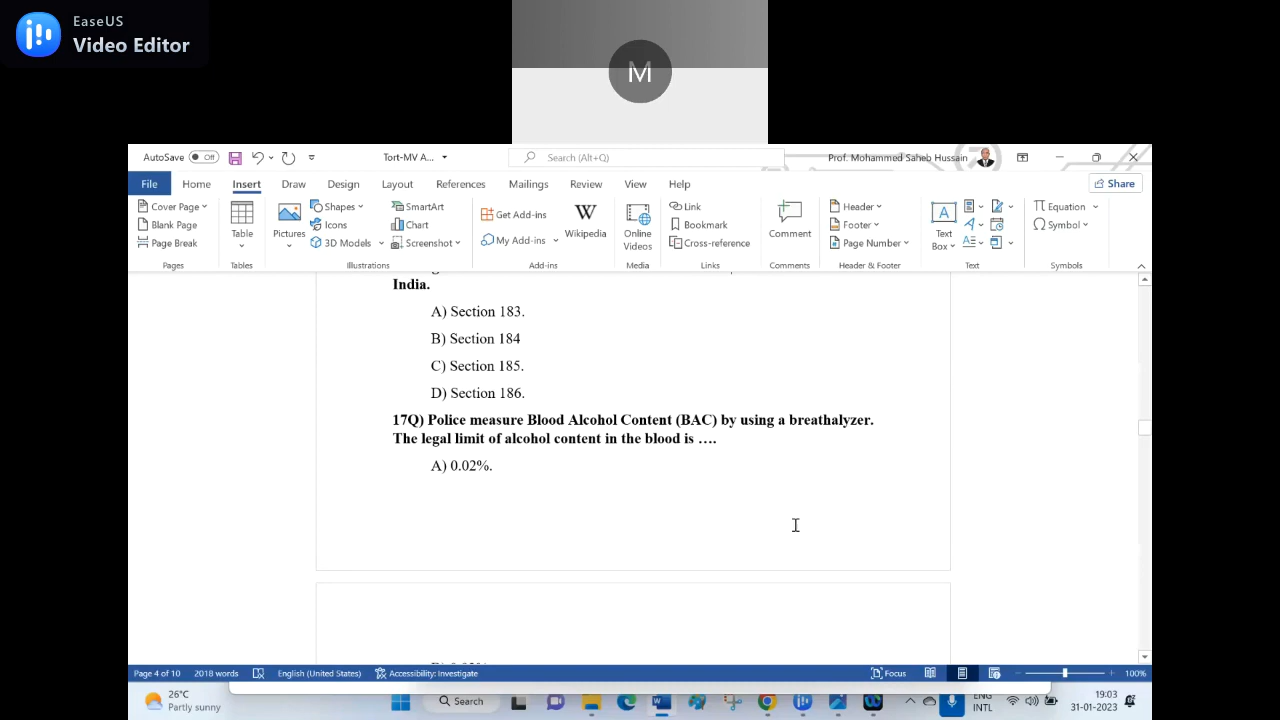 EaseUS
Video Editor
M
AutoSave Off
Tort-MV A...
Search (Alt+Q)
Prof. Mohammed Saheb Hussain
File Home Insert Draw Design Layout References Mailings Review View Help
Share
Cover Page
Blank Page
Page Break
Pages
Table
Tables
Pictures
Shapes
Icons
3D Models
SmartArt
Chart
Screenshot
Illustrations
Get Add-ins
My Add-ins
Wikipedia
Add-ins
Online
Videos
Media
Link
Bookmark
Cross-reference
Links
Comment
Comments
Header
Footer
Page Number
Header & Footer
Text
Box
Text
Equation
Symbol
Symbols
India.
A) Section 183.
B) Section 184
C) Section 185.
D) Section 186.
17Q) Police measure Blood Alcohol Content (BAC) by using a breathalyzer.
The legal limit of alcohol content in the blood is ….
A) 0.02%.
Page 4 of 10 2018 words English (United States) Accessibility: Investigate
Focus
100%
26°C
Partly sunny
Search
ENG
INTL
19:03
31-01-2023